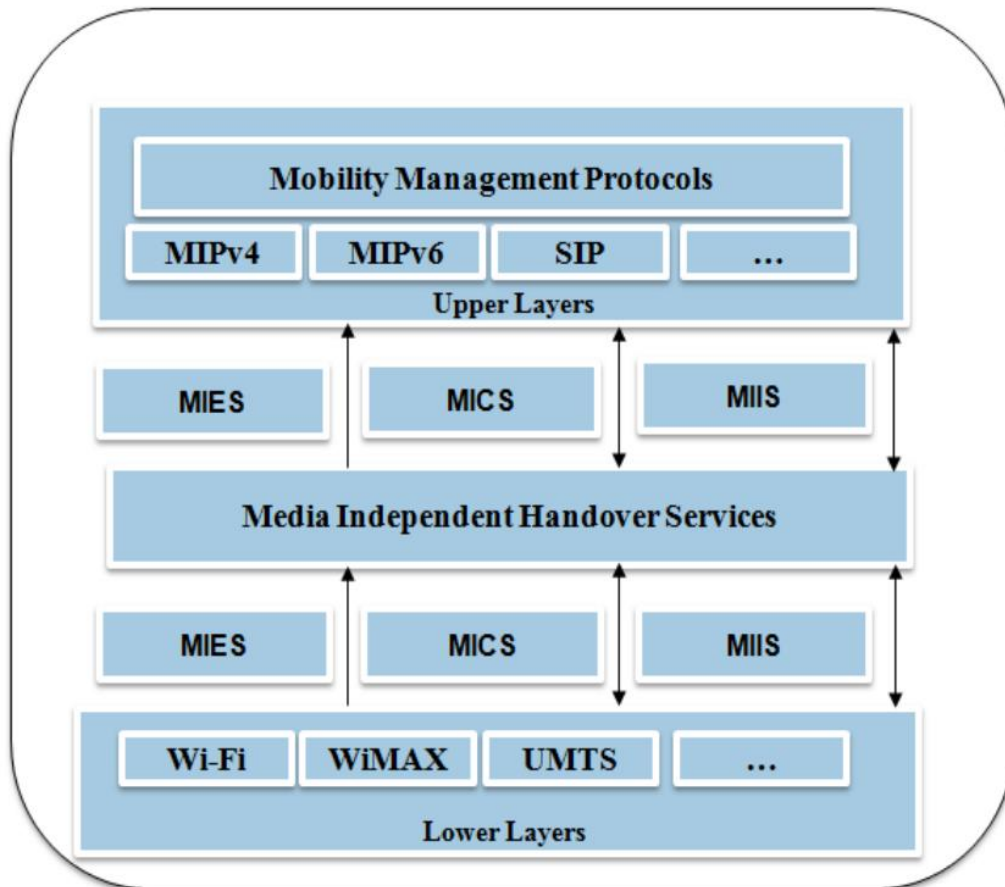 Mobility Management Protocols
MIPv4 MIPv6 SIP ...
Upper Layers
MIES MICS MIIS
Media Independent Handover Services
MIES MICS MIIS
Wi-Fi WiMAX UMTS ...
Lower Layers